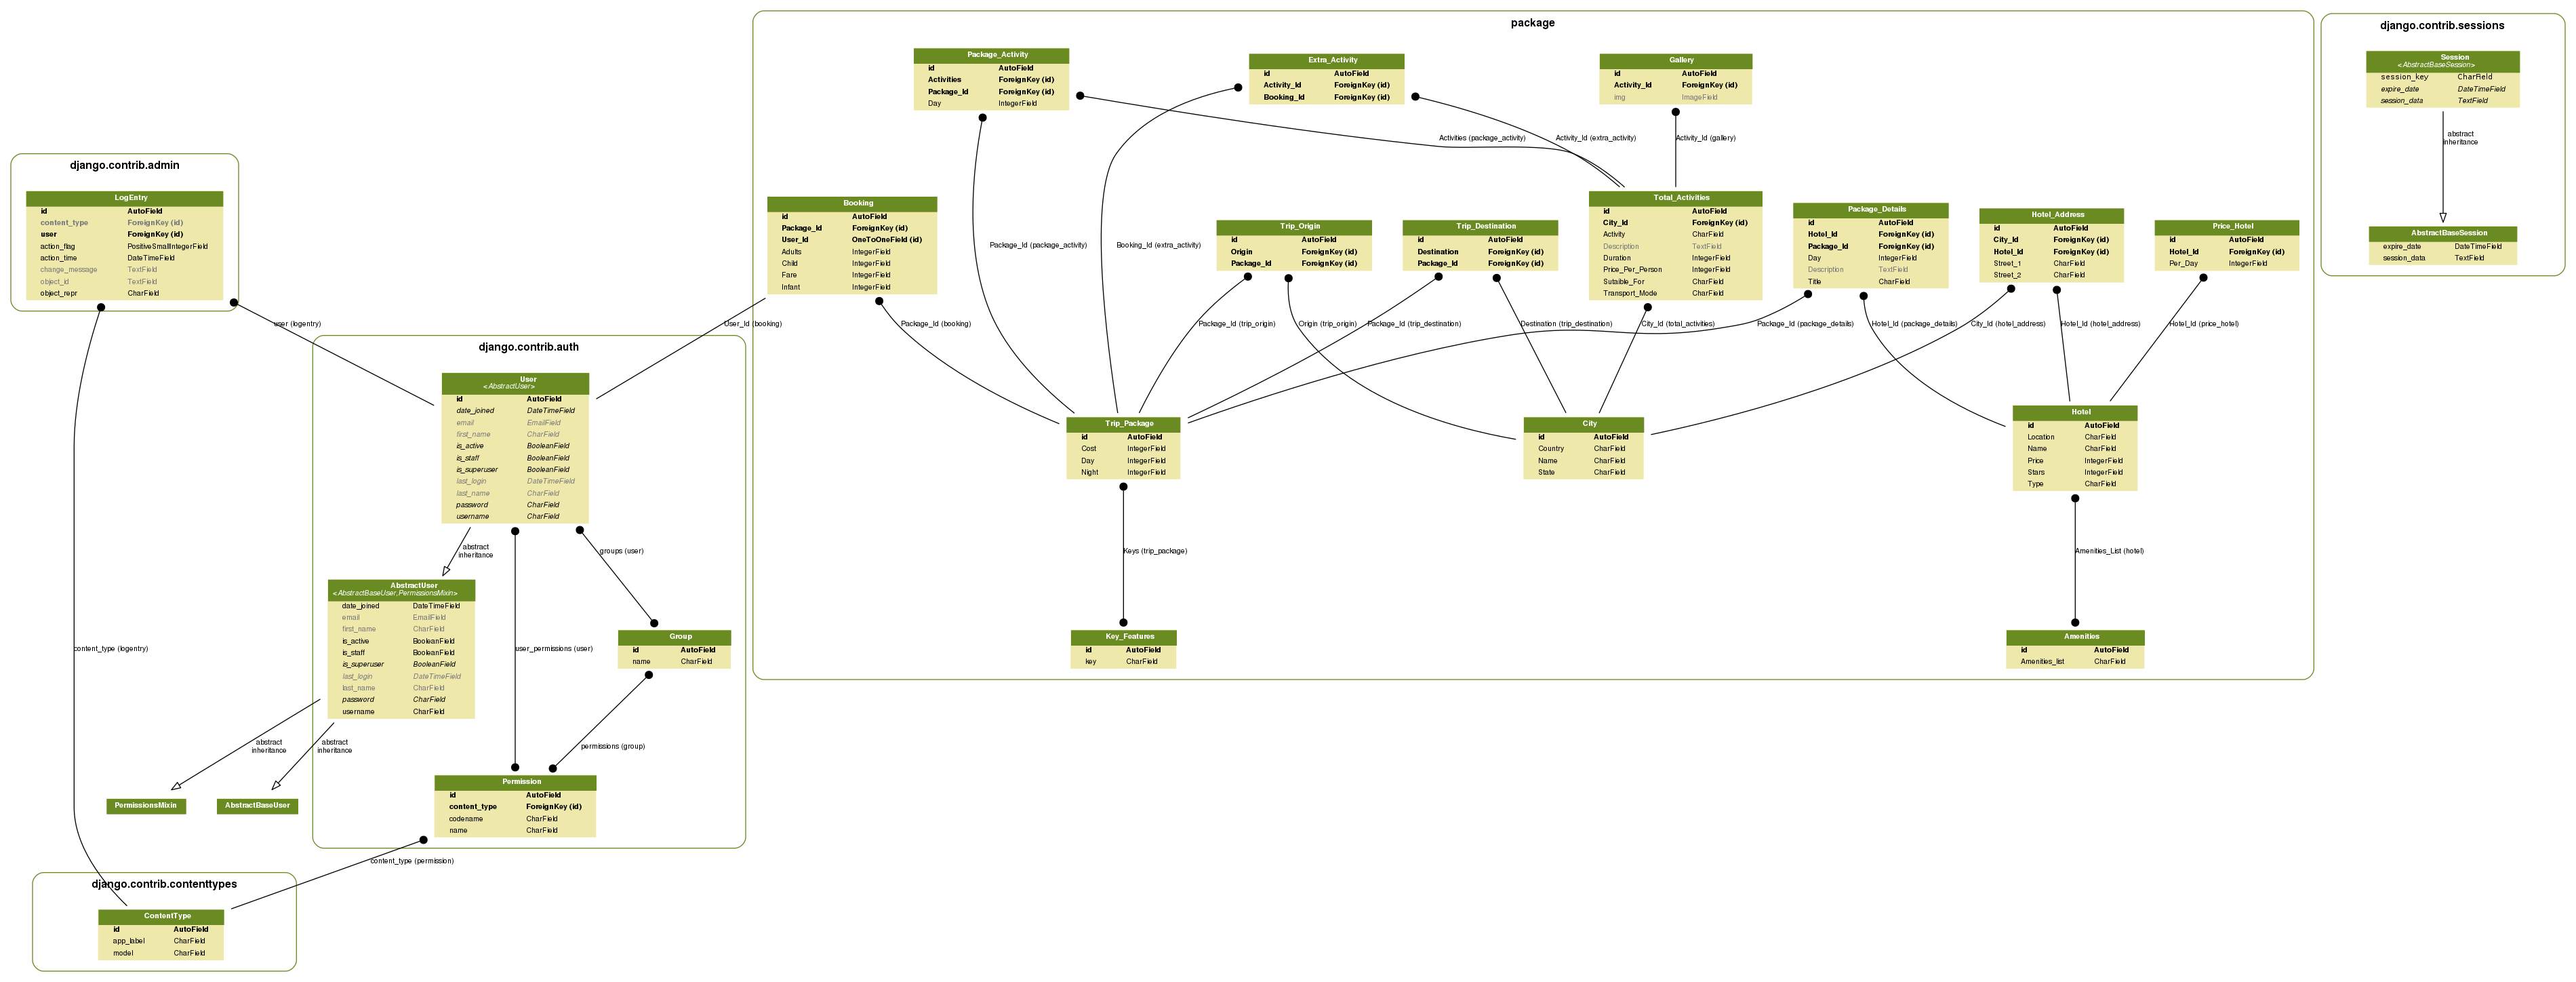 package
Package_Activity
id AutoField
Activities ForeignKey (id)
Package_Id ForeignKey (id)
Day IntegerField
Extra_Activity
id AutoField
Activity_Id ForeignKey (id)
Booking_Id ForeignKey (id)
Gallery
id AutoField
Activity_Id ForeignKey (id)
img ImageField
Activities (package_activity)
Activity_Id (extra_activity)
Activity_Id (gallery)
django.contrib.sessions
Session
<AbstractBaseSession>
session_key CharField
expire_date DateTimeField
session_data TextField
abstract
inheritance
AbstractBaseSession
expire_date DateTimeField
session_data TextField
django.contrib.admin
LogEntry
id AutoField
content_type ForeignKey (id)
user ForeignKey (id)
action_flag PositiveSmallIntegerField
action_time DateTimeField
change_message TextField
object_id TextField
object_repr CharField
Booking
id AutoField
Package_Id ForeignKey (id)
User_Id OneToOneField (id)
Adults IntegerField
Child IntegerField
Fare IntegerField
Infant IntegerField
Package_Id (package_activity)
Booking_Id (extra_activity)
Trip_Origin
id AutoField
Origin ForeignKey (id)
Package_Id ForeignKey (id)
Trip_Destination
id AutoField
Destination ForeignKey (id)
Package_Id ForeignKey (id)
Total_Activities
id AutoField
City_Id ForeignKey (id)
Activity CharField
Description TextField
Duration IntegerField
Price_Per_Person IntegerField
Sutaible_For CharField
Transport_Mode CharField
Package_Details
id AutoField
Hotel_Id ForeignKey (id)
Package_Id ForeignKey (id)
Day IntegerField
Description TextField
Title CharField
Hotel_Address
id AutoField
City_Id ForeignKey (id)
Hotel_Id ForeignKey (id)
Street_1 CharField
Street_2 CharField
Price_Hotel
id AutoField
Hotel_Id ForeignKey (id)
Per_Day IntegerField
user (logentry)
User_Id (booking)
Package_Id (booking)
Package_Id (trip_origin)
Origin (trip_origin)
Package_Id (trip_destination)
Destination (trip_destination)
City_Id (total_activities)
Package_Id (package_details)
Hotel_Id (package_details)
City_Id (hotel_address)
Hotel_Id (hotel_address)
Hotel_Id (price_hotel)
django.contrib.auth
User
<AbstractUser>
id AutoField
date_joined DateTimeField
email EmailField
first_name CharField
is_active BooleanField
is_staff BooleanField
is_superuser BooleanField
last_login DateTimeField
last_name CharField
password CharField
username CharField
Trip_Package
id AutoField
Cost IntegerField
Day IntegerField
Night IntegerField
City
id AutoField
Country CharField
Name CharField
State CharField
Hotel
id AutoField
Location CharField
Name CharField
Price IntegerField
Stars IntegerField
Type CharField
abstract
inheritance
groups (user)
Keys (trip_package)
Amenities_List (hotel)
AbstractUser
<AbstractBaseUser,PermissionsMixin>
date_joined DateTimeField
email EmailField
first_name CharField
is_active BooleanField
is_staff BooleanField
is_superuser BooleanField
last_login DateTimeField
last_name CharField
password CharField
username CharField
content_type (logentry)
user_permissions (user)
Group
id AutoField
name CharField
Key_Features
id AutoField
key CharField
Amenities
id AutoField
Amenities_list CharField
abstract
inheritance
abstract
inheritance
permissions (group)
PermissionsMixin
AbstractBaseUser
Permission
id AutoField
content_type ForeignKey (id)
codename CharField
name CharField
content_type (permission)
django.contrib.contenttypes
ContentType
id AutoField
app_label CharField
model CharField